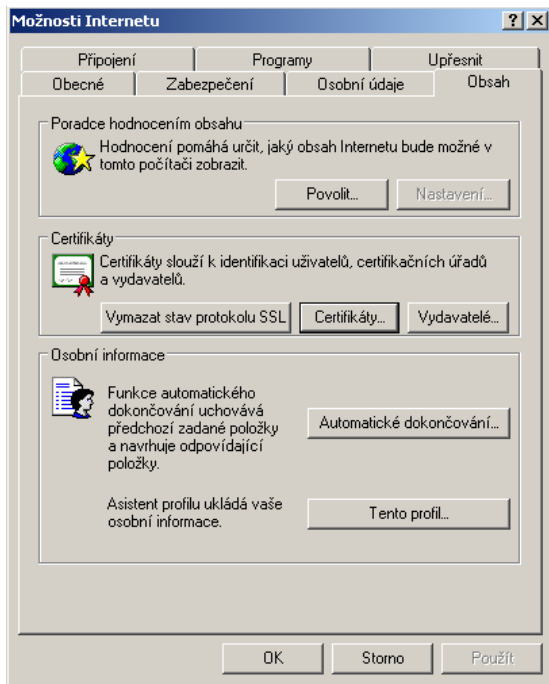 Možnosti Internetu
Připojení Programy Upřesnit
Obecné Zabezpečení Osobní údaje Obsah
Poradce hodnocením obsahu
Hodnocení pomáhá určit, jaký obsah Internetu bude možné v
tomto počítači zobrazit.
Povolit... Nastavení...
Certifikáty
Certifikáty slouží k identifikaci uživatelů, certifikačních úřadů
a vydavatelů.
Vymazat stav protokolu SSL Certifikáty... Vydavatelé...
Osobní informace
Funkce automatického
dokončování uchovává
předchozí zadané položky
a navrhuje odpovídající
položky.
Automatické dokončování...
Asistent profilu ukládá vaše
osobní informace.
Tento profil...
OK Storno Použít